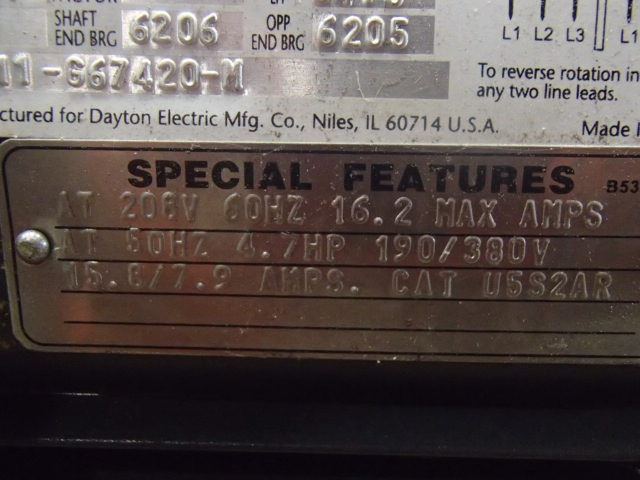 SHAFT END BRG 6206 OPP END BRG 6205
L1 L2 L3 L1
11-G67420-M
To reverse rotation in
any two line leads.
ctured for Dayton Electric Mfg. Co., Niles, IL 60714 U.S.A. Made
SPECIAL FEATURES B53
AT 208V 60HZ 16.2 MAX AMPS
AT 50HZ 4.7HP 190/380V
15.8/7.9 AMPS. CAT U5S2AR